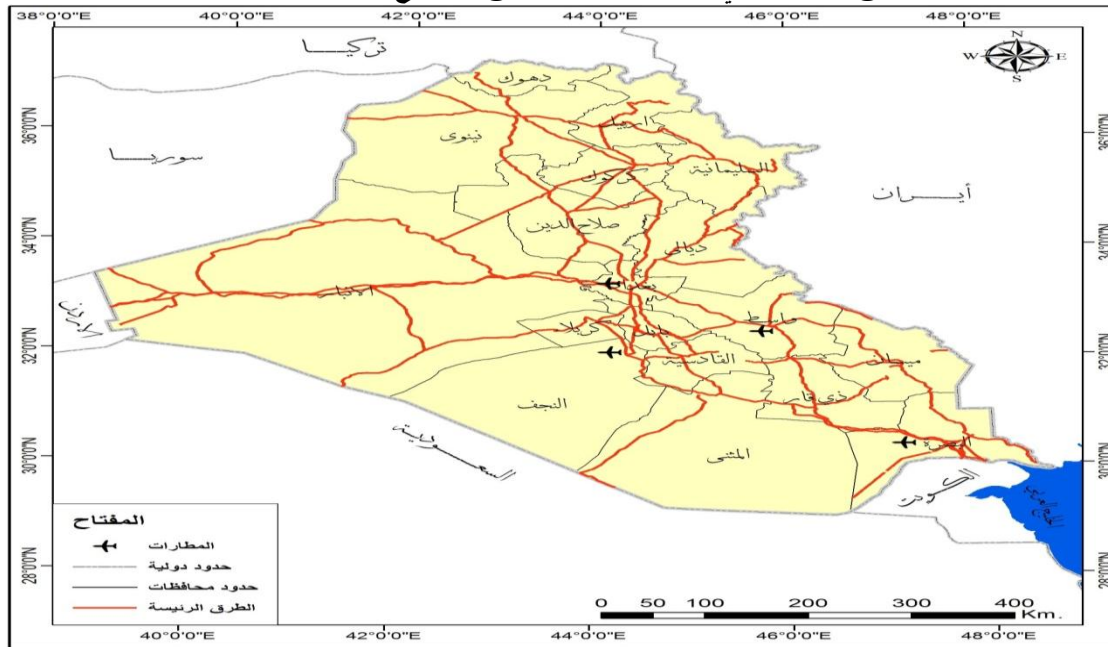 38°0'0"E 40°0'0"E 42°0'0"E 44°0'0"E 46°0'0"E 48°0'0"E
تركيا
N
W E
S
دهوك
36°0'0"N
اربيل
نينوى
سوريا
السليمانية
كركوك
أيران
34°0'0"N
صلاح الدين
ديالى
بغداد
الانبار
الاردن
واسط
32°0'0"N
كربلاء
بابل
القادسية
ميسان
النجف
ذي قار
السعودية
المثنى
البصرة
30°0'0"N
الكويت
الخليج العربي
المفتاح
المطارات
حدود دولية
28°0'0"N
حدود محافظات
الطرق الرئيسة
0 50 100 200 300 400
Km.
40°0'0"E 42°0'0"E 44°0'0"E 46°0'0"E 48°0'0"E